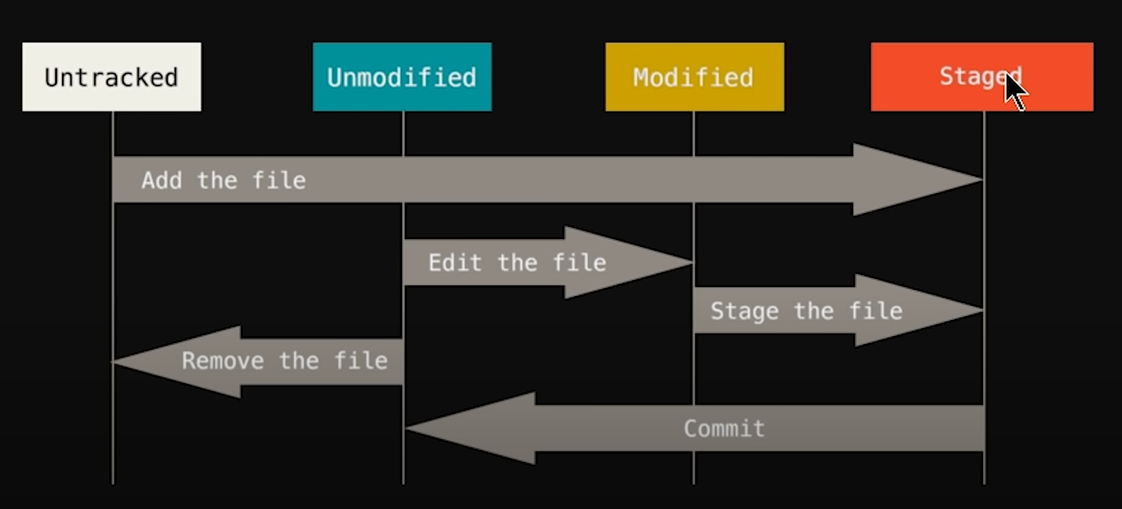 Untracked
Unmodified
Modified
Staged
Add the file
Edit the file
Stage the file
Remove the file
Commit